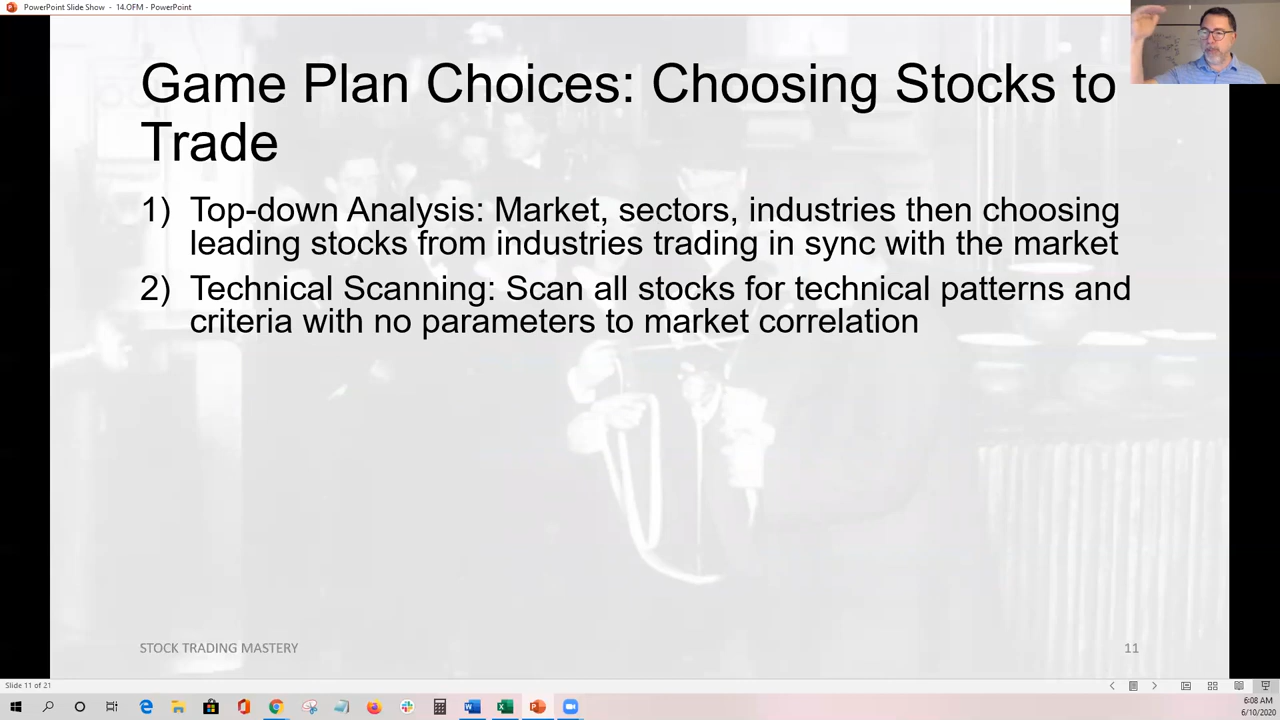 PowerPoint Slide Show - 14.OFM - PowerPoint
Game Plan Choices: Choosing Stocks to
Trade
1) Top-down Analysis: Market, sectors, industries then choosing
leading stocks from industries trading in sync with the market
2) Technical Scanning: Scan all stocks for technical patterns and
criteria with no parameters to market correlation
STOCK TRADING MASTERY
11
Slide 11 of 21
6:08 AM
6/10/2020